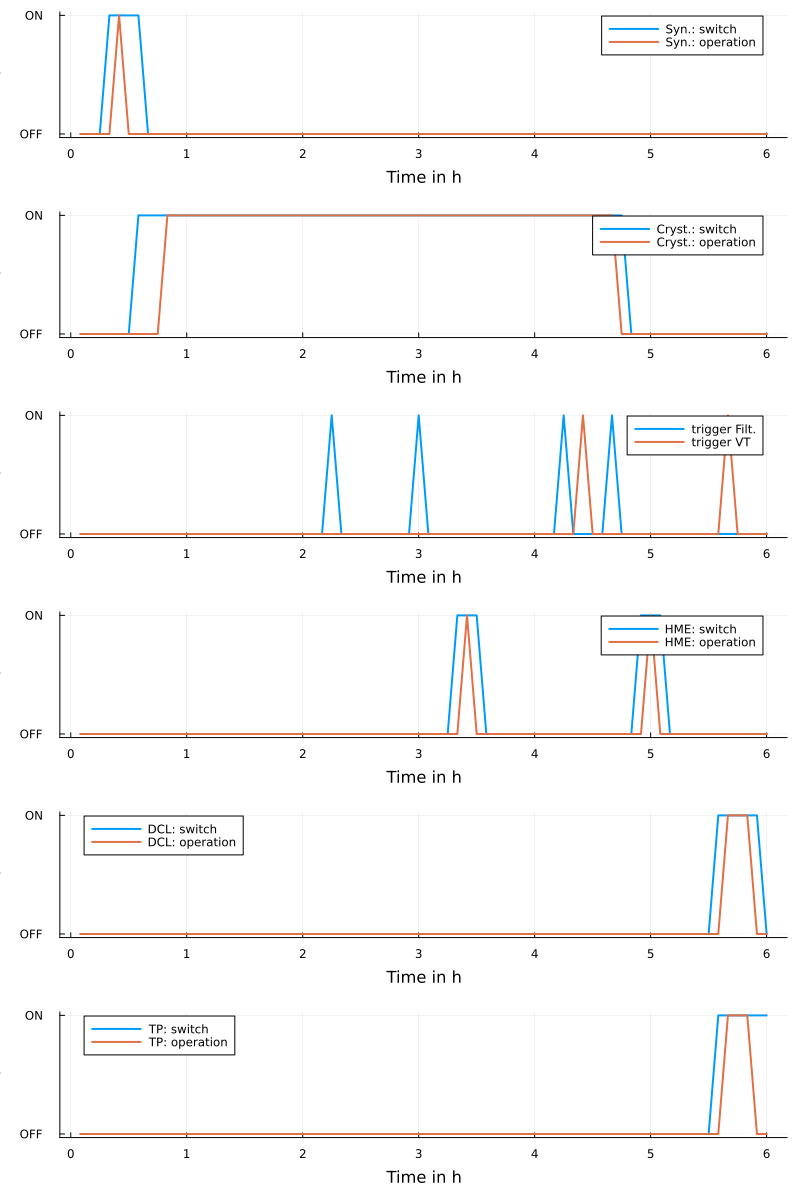 ON
Syn.: switch
Syn.: operation
OFF
0 1 2 3 4 5 6
Time in h
ON
Cryst.: switch
Cryst.: operation
OFF
0 1 2 3 4 5 6
Time in h
ON
trigger Filt.
trigger VT
OFF
0 1 2 3 4 5 6
Time in h
ON
HME: switch
HME: operation
OFF
0 1 2 3 4 5 6
Time in h
ON
DCL: switch
DCL: operation
OFF
0 1 2 3 4 5 6
Time in h
ON
TP: switch
TP: operation
OFF
0 1 2 3 4 5 6
Time in h